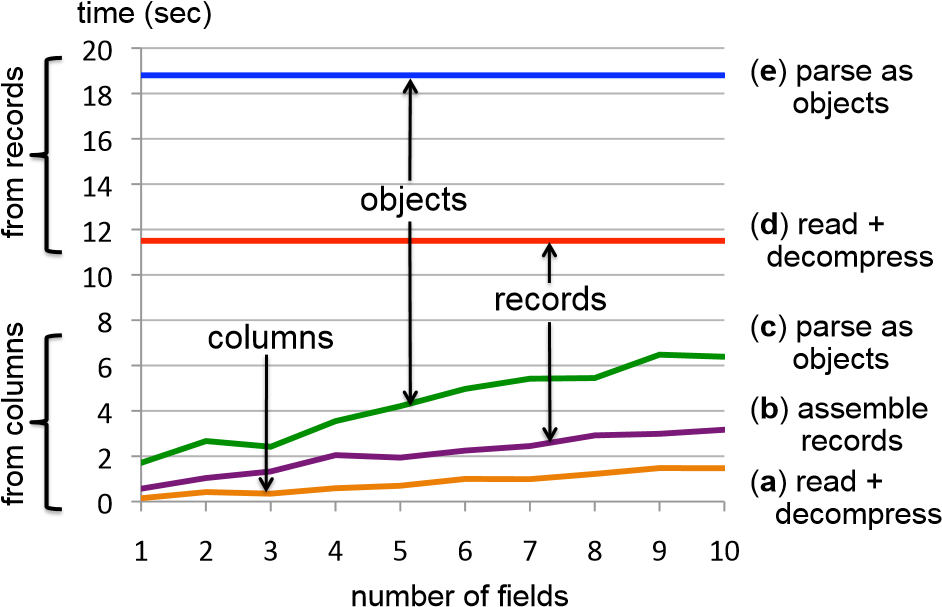 time (sec)
20
18
16
14
12
10
8
6
4
2
0
1 2 3 4 5 6 7 8 9 10
number of fields
from records
from columns
objects
records
columns
(e) parse as
objects
(d) read +
decompress
(c) parse as
objects
(b) assemble
records
(a) read +
decompress